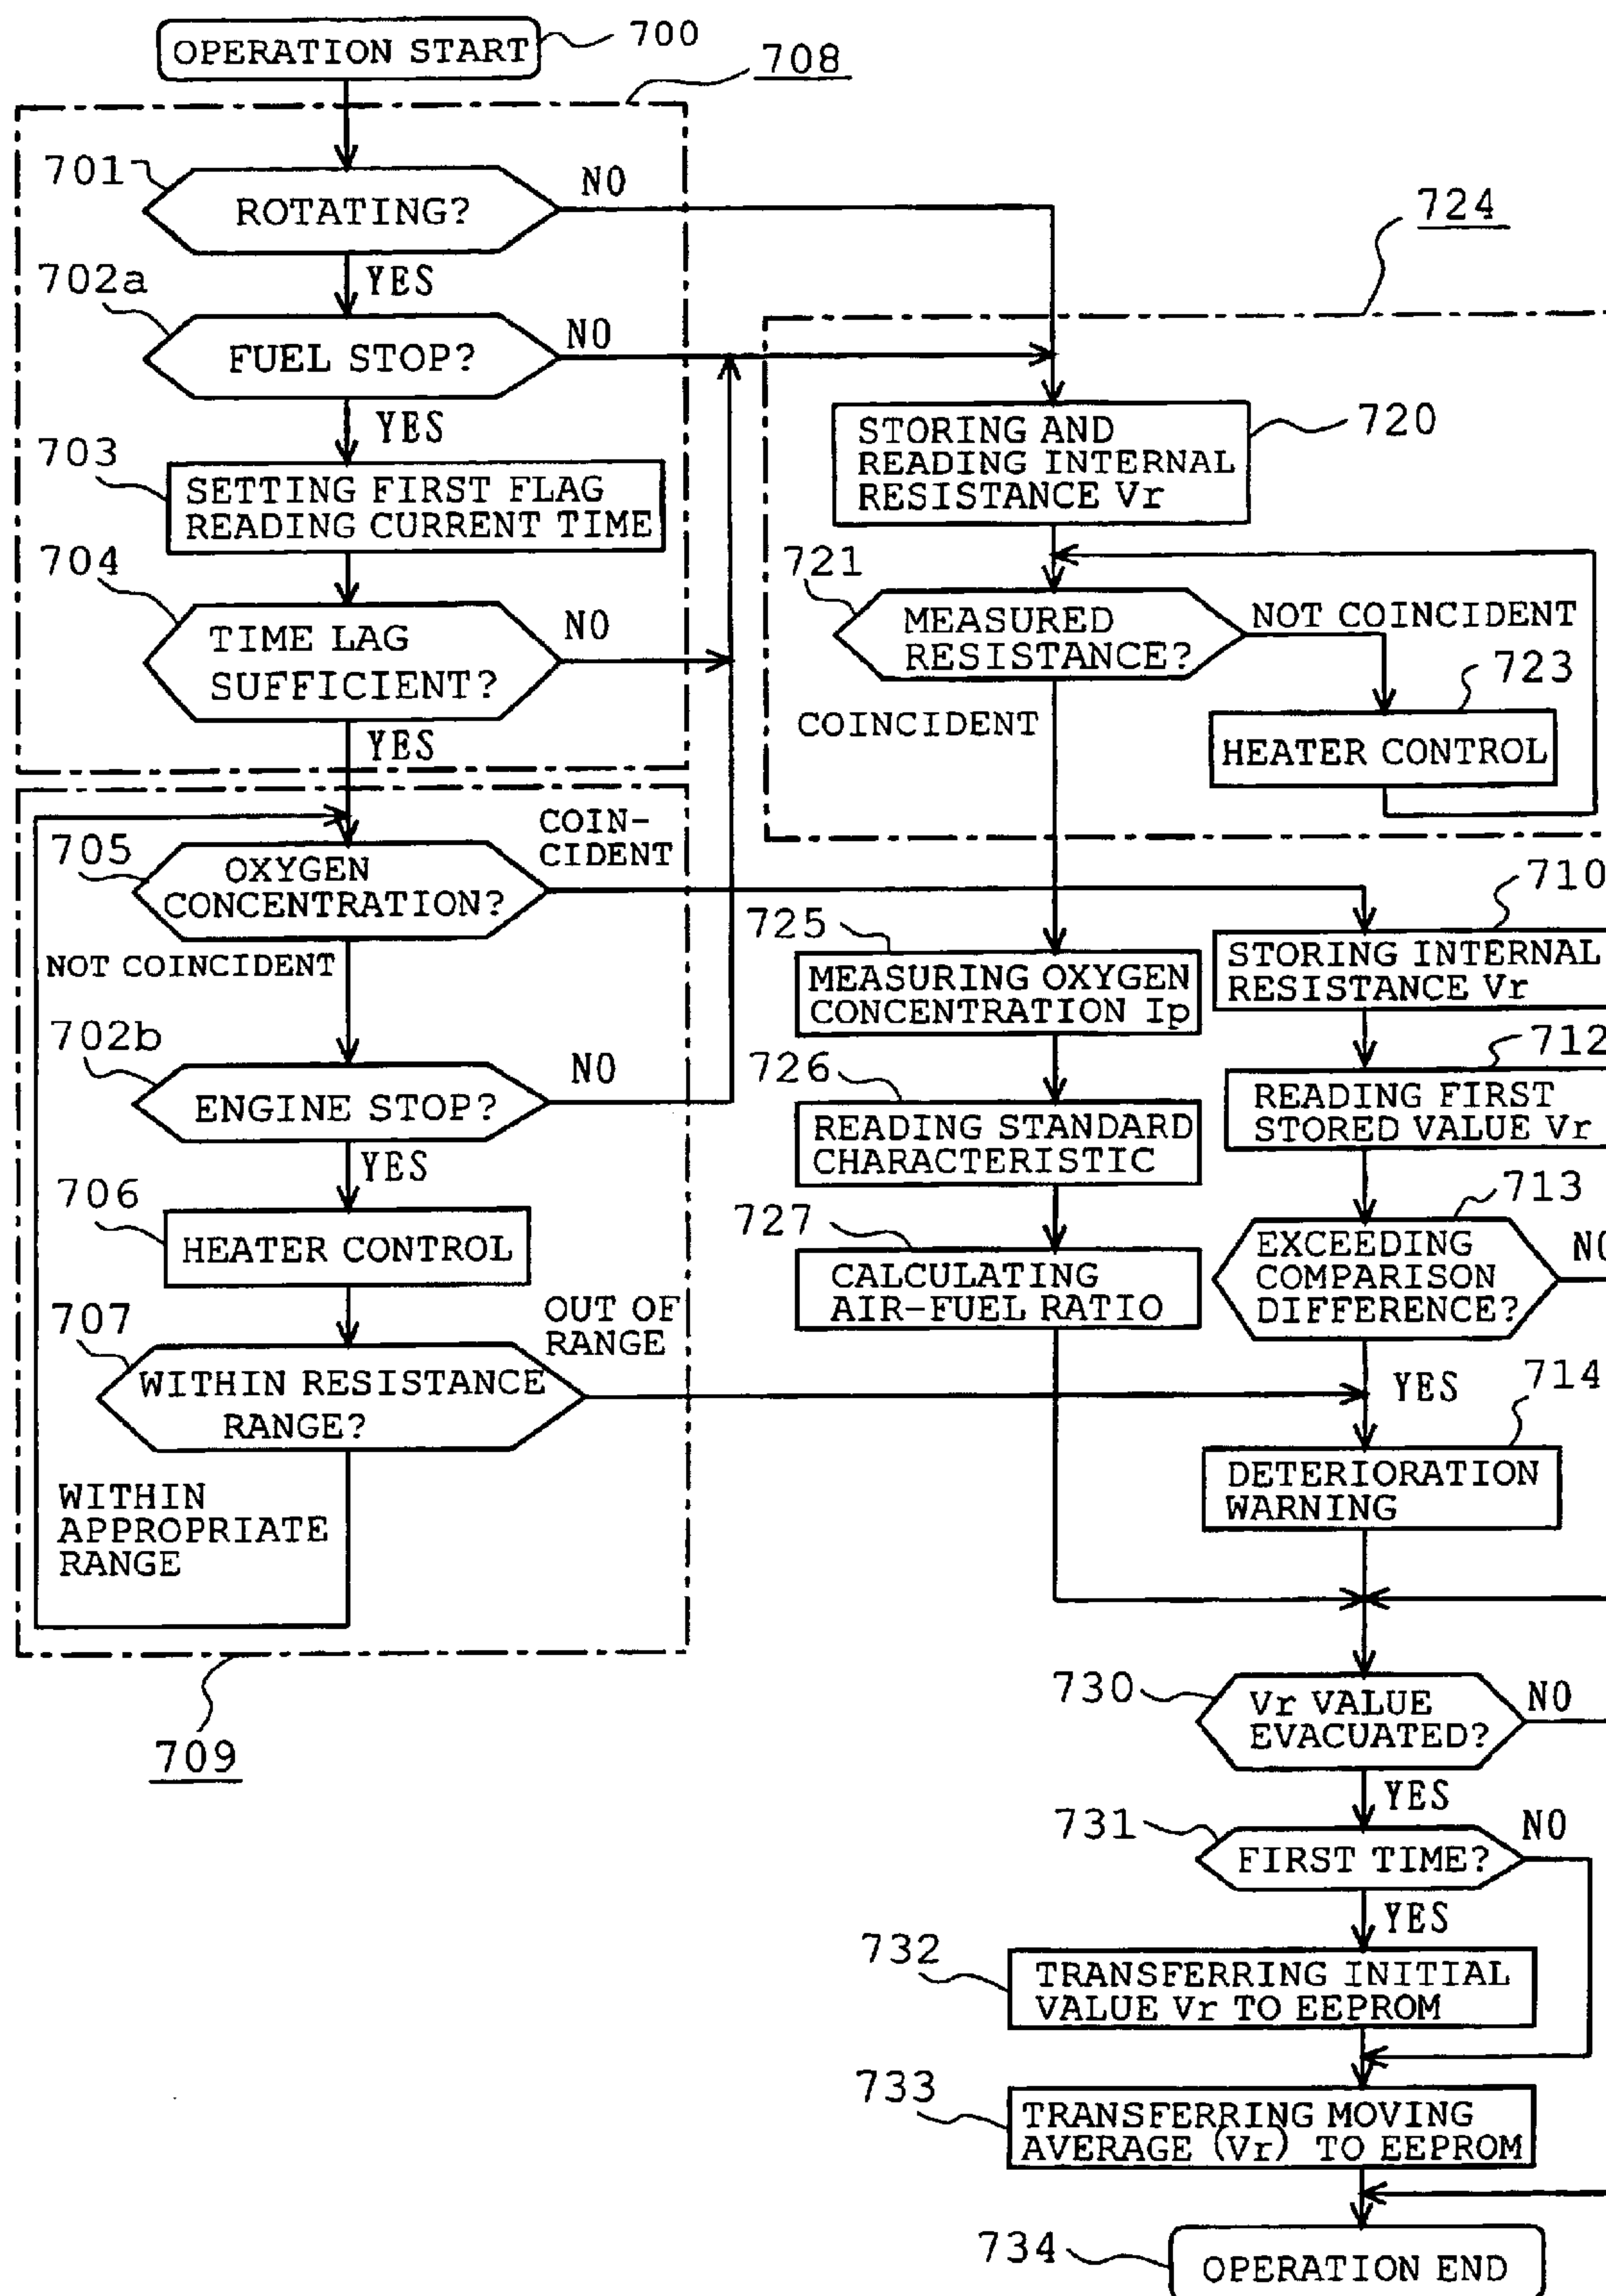 OPERATION START
700
708
701
ROTATING?
NO
YES
724
702a
FUEL STOP?
NO
YES
703
SETTING FIRST FLAG
READING CURRENT TIME
720
STORING AND
READING INTERNAL
RESISTANCE Vr
704
TIME LAG
SUFFICIENT?
NO
YES
721
MEASURED
RESISTANCE?
NOT COINCIDENT
723
HEATER CONTROL
COINCIDENT
705
OXYGEN
CONCENTRATION?
COIN-
CIDENT
NOT COINCIDENT
710
STORING INTERNAL
RESISTANCE Vr
725
MEASURING OXYGEN
CONCENTRATION Ip
702b
ENGINE STOP?
NO
YES
712
READING FIRST
STORED VALUE Vr
726
READING STANDARD
CHARACTERISTIC
706
HEATER CONTROL
713
EXCEEDING
COMPARISON
DIFFERENCE?
NO
YES
727
CALCULATING
AIR-FUEL RATIO
707
WITHIN RESISTANCE
RANGE?
OUT OF
RANGE
714
DETERIORATION
WARNING
WITHIN
APPROPRIATE
RANGE
709
730
Vr VALUE
EVACUATED?
NO
YES
731
FIRST TIME?
NO
YES
732
TRANSFERRING INITIAL
VALUE Vr TO EEPROM
733
TRANSFERRING MOVING
AVERAGE (Vr) TO EEPROM
734
OPERATION END